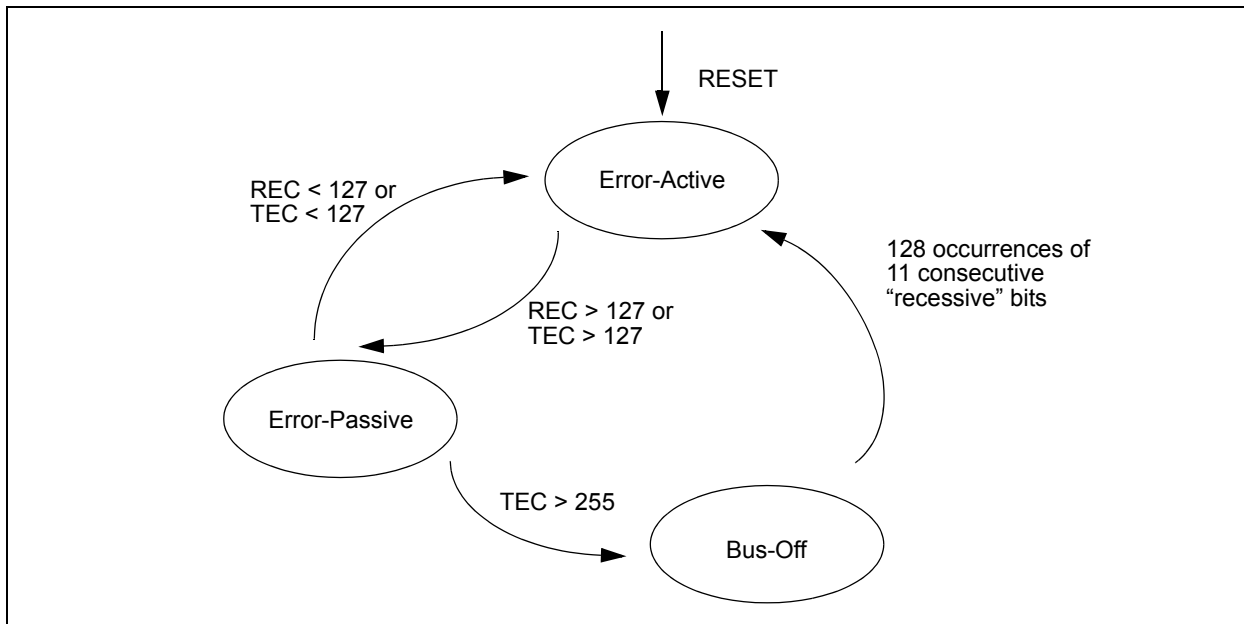 RESET
Error-Active
REC < 127 or
TEC < 127
128 occurrences of
11 consecutive
“recessive” bits
REC > 127 or
TEC > 127
Error-Passive
TEC > 255
Bus-Off